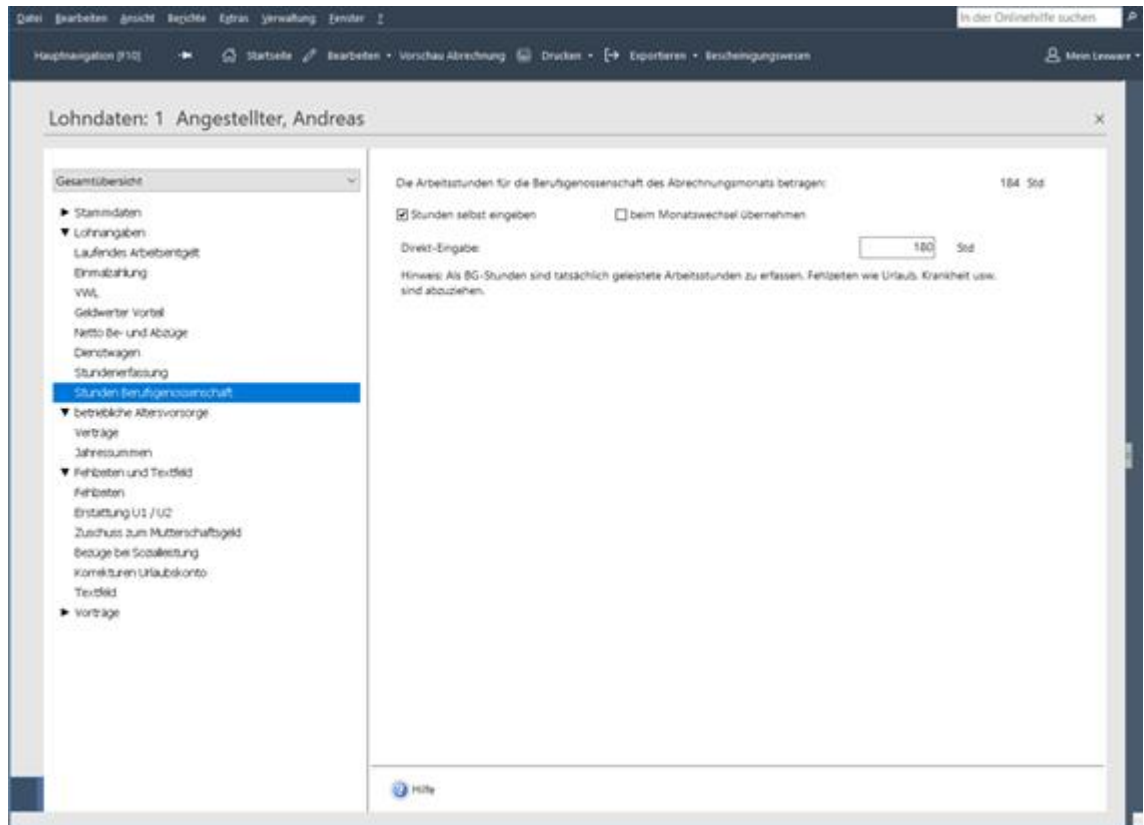 Datei Bearbeiten Ansicht Berichte Extras Verwaltung Fenster ?
In der Onlinehilfe suchen
Hauptnavigation [F10] Startseite Bearbeiten Vorschau Abrechnung Drucken Exportieren Bescheinigungswesen Mein Lexware
Lohndaten: 1 Angestellter, Andreas
Gesamtübersicht
Stammdaten
Lohnangaben
Laufendes Arbeitsentgelt
Einmalzahlung
VWL
Geldwerter Vorteil
Netto Be- und Abzüge
Dienstwagen
Stundenerfassung
Stunden Berufsgenossenschaft
betriebliche Altersvorsorge
Verträge
Jahressummen
Fehlzeiten und Textfeld
Fehlzeiten
Erstattung U1 / U2
Zuschuss zum Mutterschaftsgeld
Bezüge bei Sozialleistung
Korrekturen Urlaubskonto
Textfeld
Vorträge
Die Arbeitsstunden für die Berufsgenossenschaft des Abrechnungsmonats betragen: 184 Std
Stunden selbst eingeben beim Monatswechsel übernehmen
Direkt-Eingabe: 180 Std
Hinweis: Als BG-Stunden sind tatsächlich geleistete Arbeitsstunden zu erfassen. Fehlzeiten wie Urlaub, Krankheit usw.
sind abzuziehen.
Hilfe